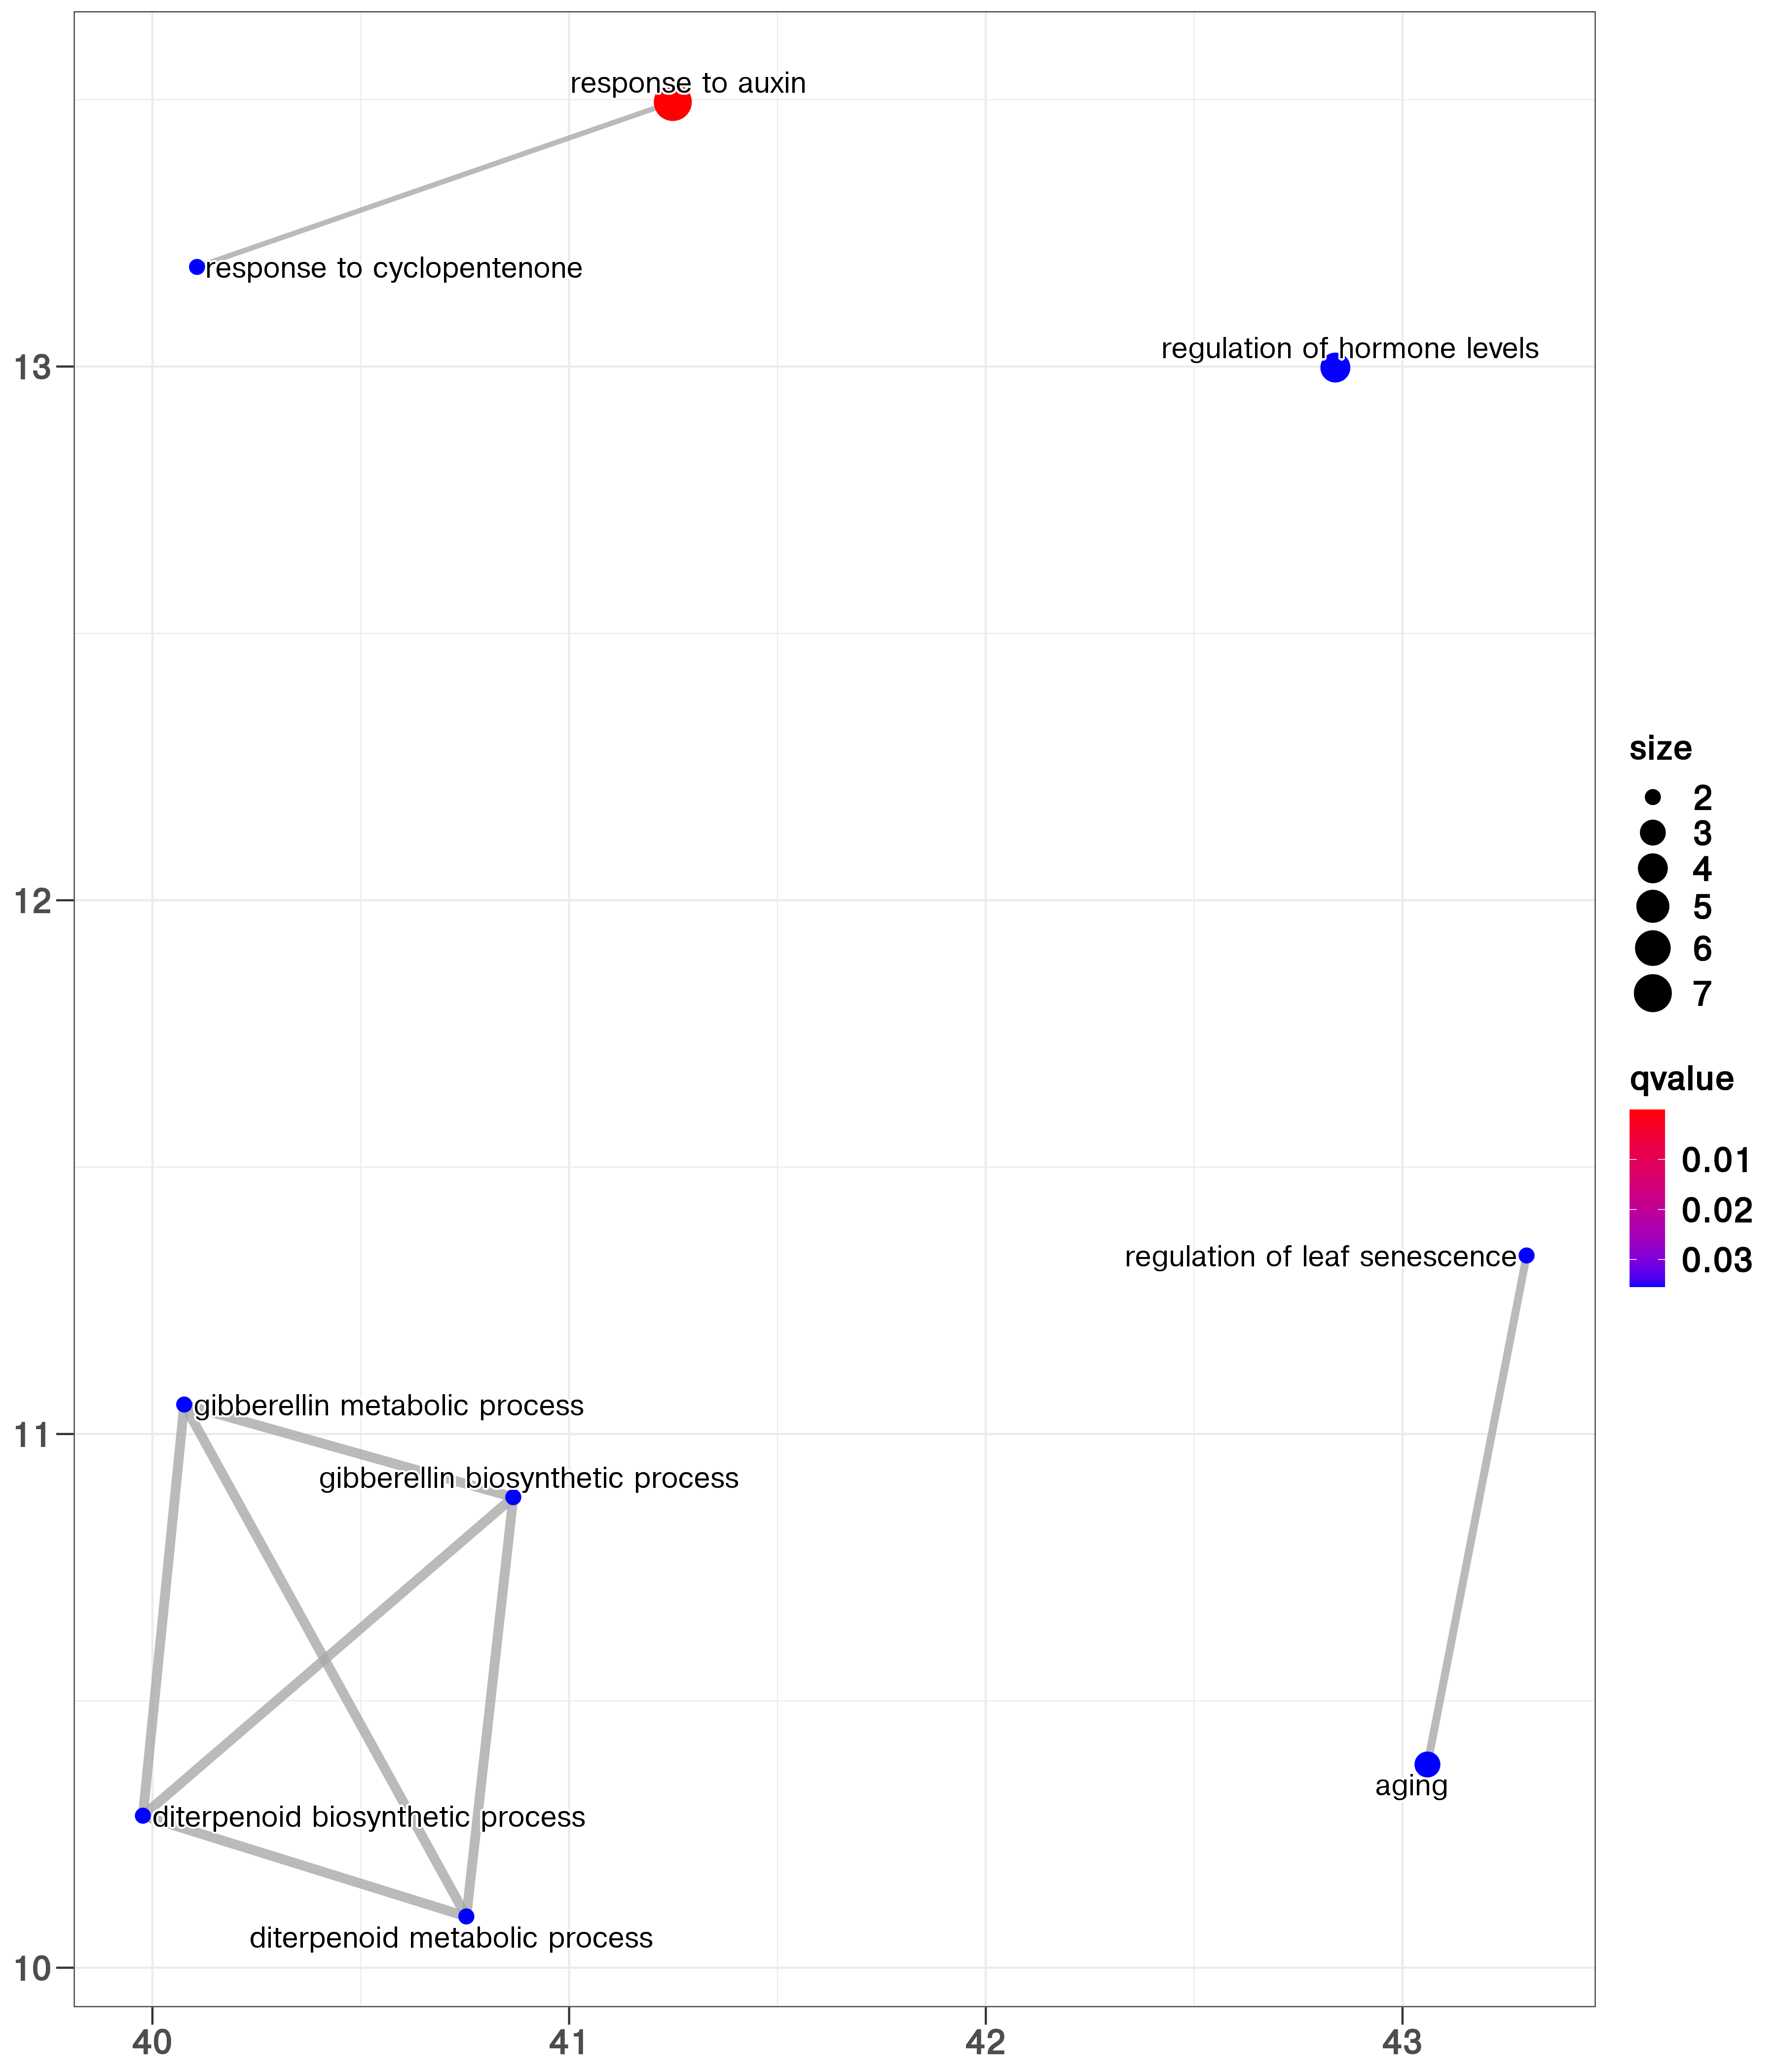 response to auxin
response to cyclopentenone
regulation of hormone levels
regulation of leaf senescence
gibberellin metabolic process
gibberellin biosynthetic process
aging
diterpenoid biosynthetic process
diterpenoid metabolic process
13
12
11
10
40
41
42
43
size
2
3
4
5
6
7
qvalue
0.01
0.02
0.03